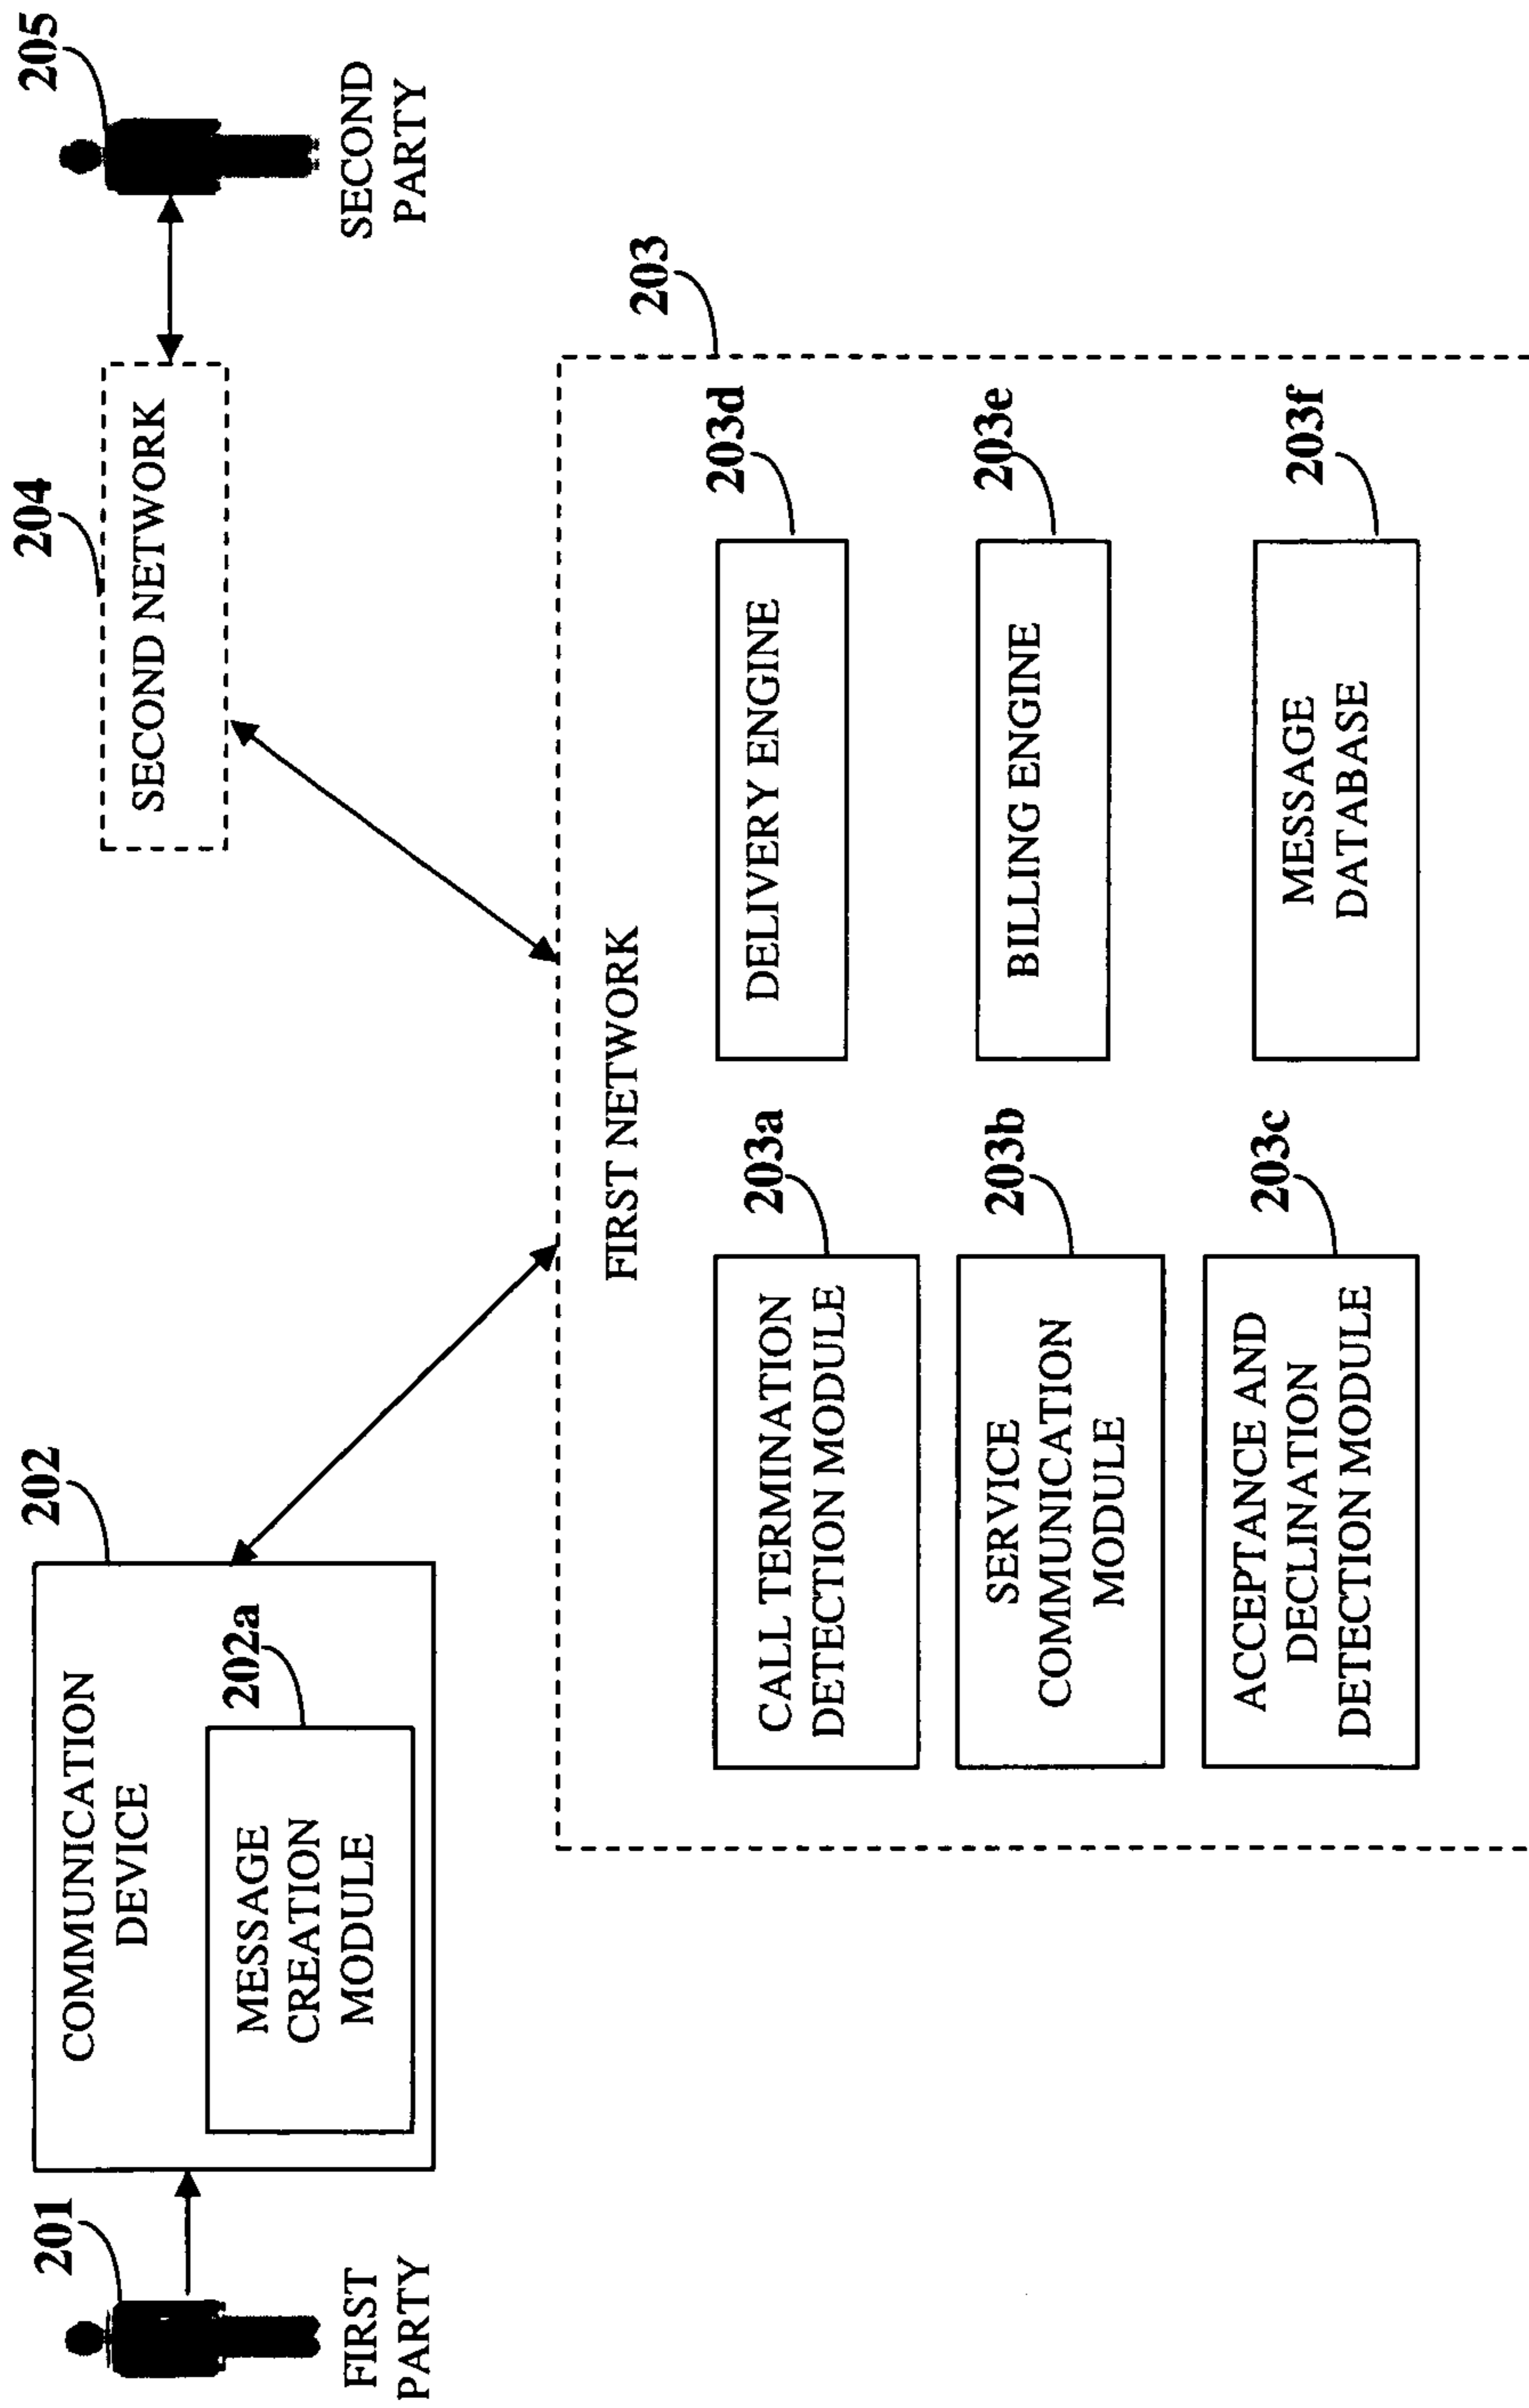 201
FIRST
PARTY
202
COMMUNICATION
DEVICE
202a
MESSAGE
CREATION
MODULE
204
SECOND NETWORK
205
SECOND
PARTY
203
FIRST NETWORK
203a
CALL TERMINATION
DETECTION MODULE
203d
DELIVERY ENGINE
203b
SERVICE
COMMUNICATION
MODULE
203e
BILLING ENGINE
203c
ACCEPTANCE AND
DECLINATION
DETECTION MODULE
203f
MESSAGE
DATABASE